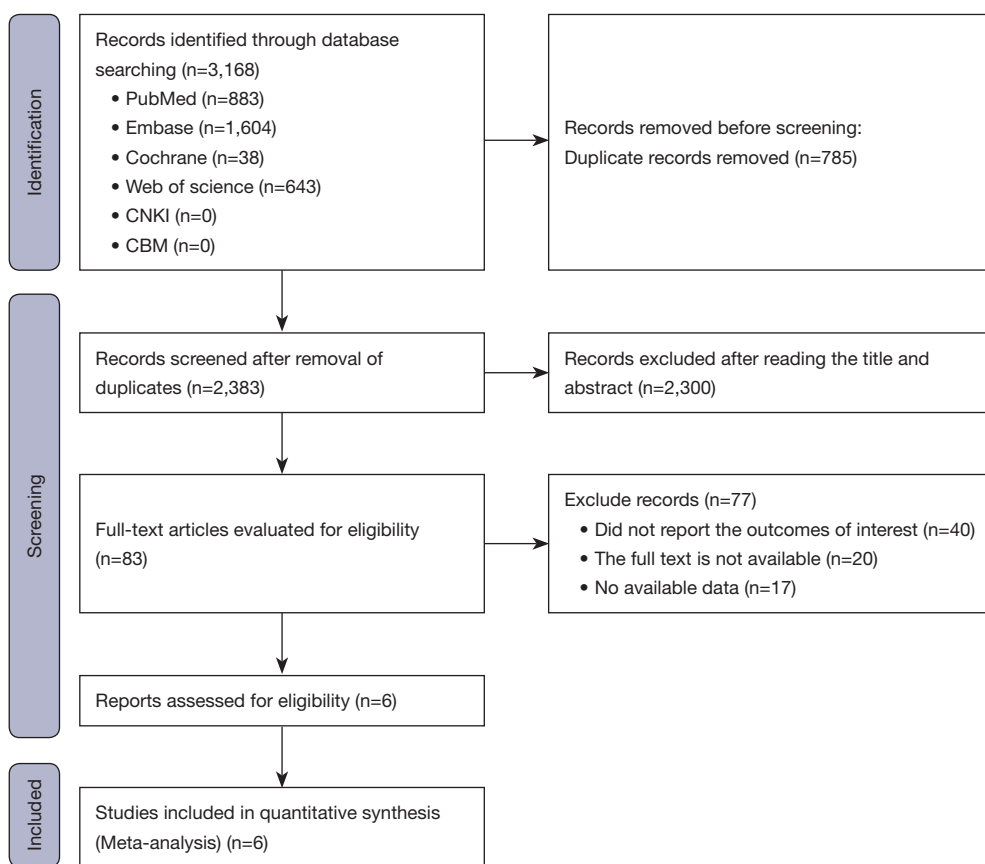 Identification
Records identified through database
searching (n=3,168)
• PubMed (n=883)
• Embase (n=1,604)
• Cochrane (n=38)
• Web of science (n=643)
• CNKI (n=0)
• CBM (n=0)
Records removed before screening:
Duplicate records removed (n=785)
Screening
Records screened after removal of
duplicates (n=2,383)
Records excluded after reading the title and
abstract (n=2,300)
Full-text articles evaluated for eligibility
(n=83)
Exclude records (n=77)
• Did not report the outcomes of interest (n=40)
• The full text is not available (n=20)
• No available data (n=17)
Reports assessed for eligibility (n=6)
Included
Studies included in quantitative synthesis
(Meta-analysis) (n=6)